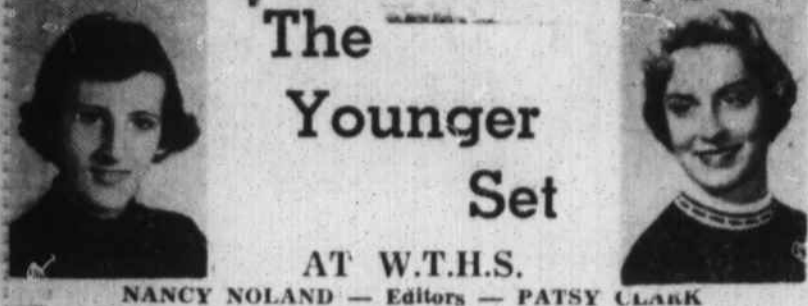 The
Younger
Set
AT W.T.H.S.
NANCY NOLAND — Editors — PATSY CLARK